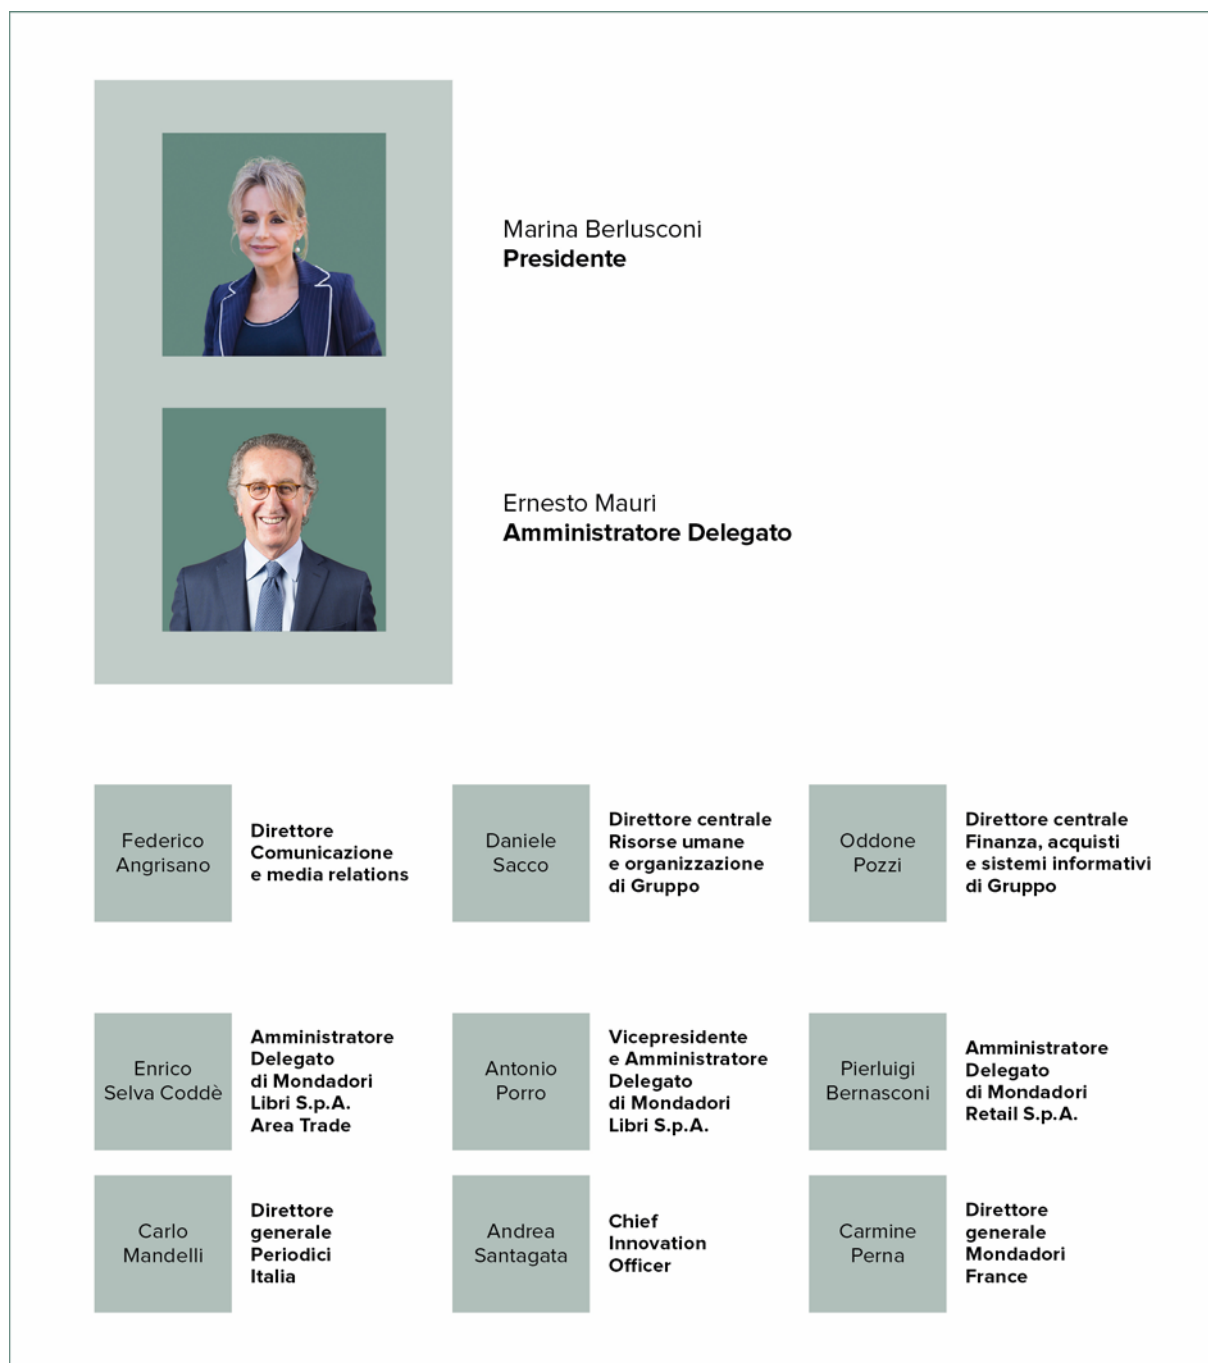 Marina Berlusconi
Presidente
Ernesto Mauri
Amministratore Delegato
Federico
Angrisano
Direttore
Comunicazione
e media relations
Daniele
Sacco
Direttore centrale
Risorse umane
e organizzazione
di Gruppo
Oddone
Pozzi
Direttore centrale
Finanza, acquisti
e sistemi informativi
di Gruppo
Enrico
Selva Coddè
Amministratore
Delegato
di Mondadori
Libri S.p.A.
Area Trade
Antonio
Porro
Vicepresidente
e Amministratore
Delegato
di Mondadori
Libri S.p.A.
Pierluigi
Bernasconi
Amministratore
Delegato
di Mondadori
Retail S.p.A.
Carlo
Mandelli
Direttore
generale
Periodici
Italia
Andrea
Santagata
Chief
Innovation
Officer
Carmine
Perna
Direttore
generale
Mondadori
France